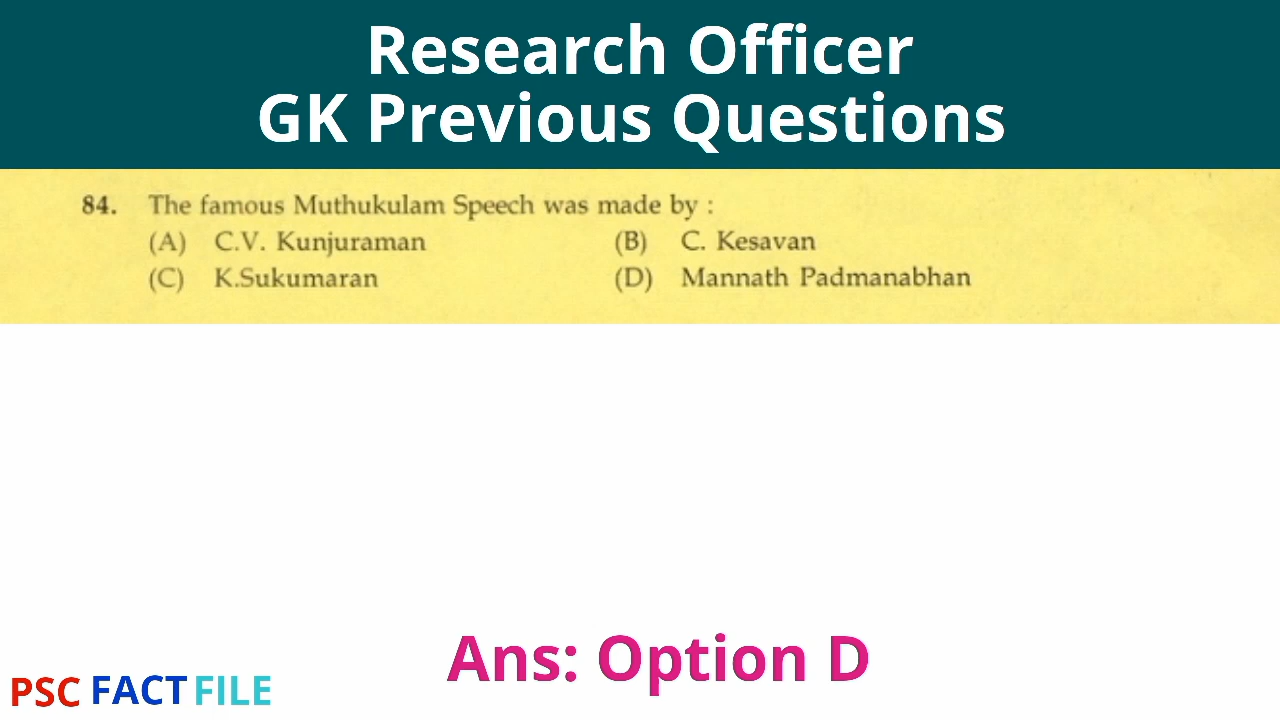 Research Officer
GK Previous Questions
84. The famous Muthukulam Speech was made by :
(A) C.V. Kunjuraman (B) C. Kesavan
(C) K.Sukumaran (D) Mannath Padmanabhan
Ans: Option D
PSC FACT FILE